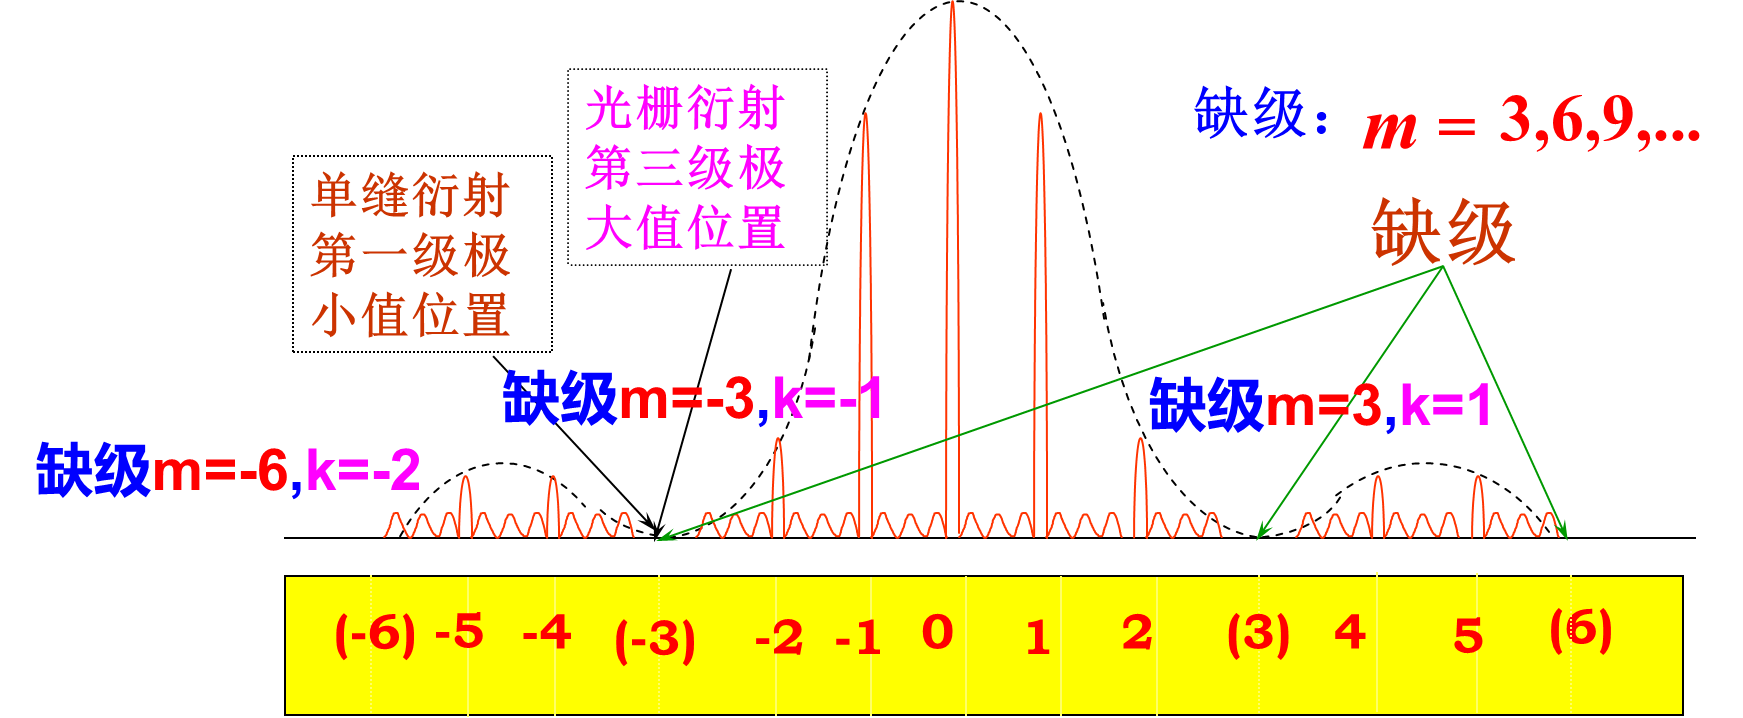 光栅衍射
第三级极
大值位置
缺级：m = 3,6,9,...
单缝衍射
第一级极
小值位置
缺级
缺级m=-3,k=-1
缺级m=3,k=1
缺级m=-6,k=-2
(-6) -5 -4 (-3) -2 -1 0 1 2 (3) 4 5 (6)